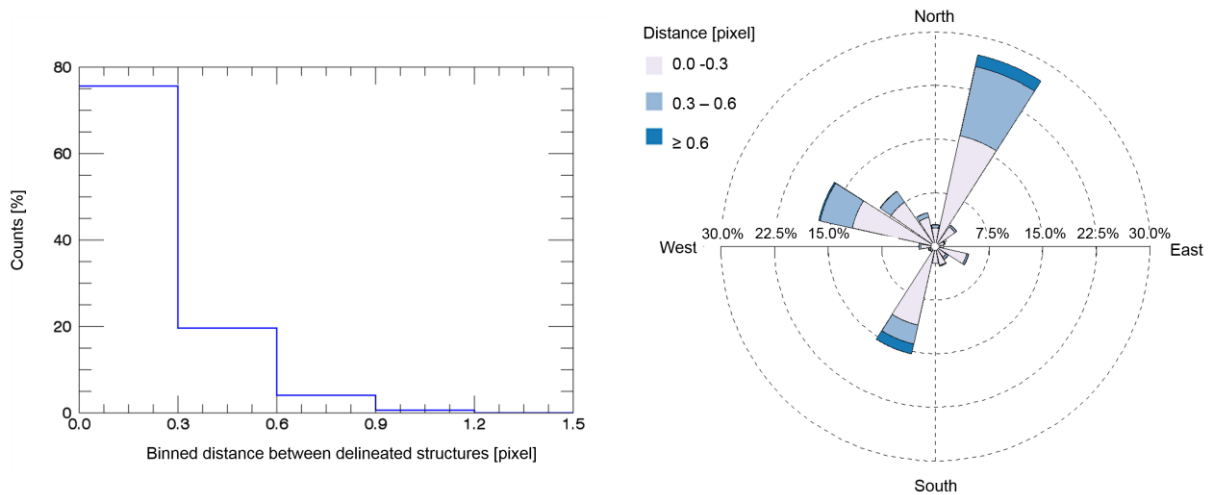 80
60
40
20
0
Counts [%]
0.0 0.3 0.6 0.9 1.2 1.5
Binned distance between delineated structures [pixel]
Distance [pixel]
0.0 -0.3
0.3 – 0.6
≥ 0.6
North
West 30.0% 22.5% 15.0% 7.5% 15.0% 22.5% 30.0% East
South